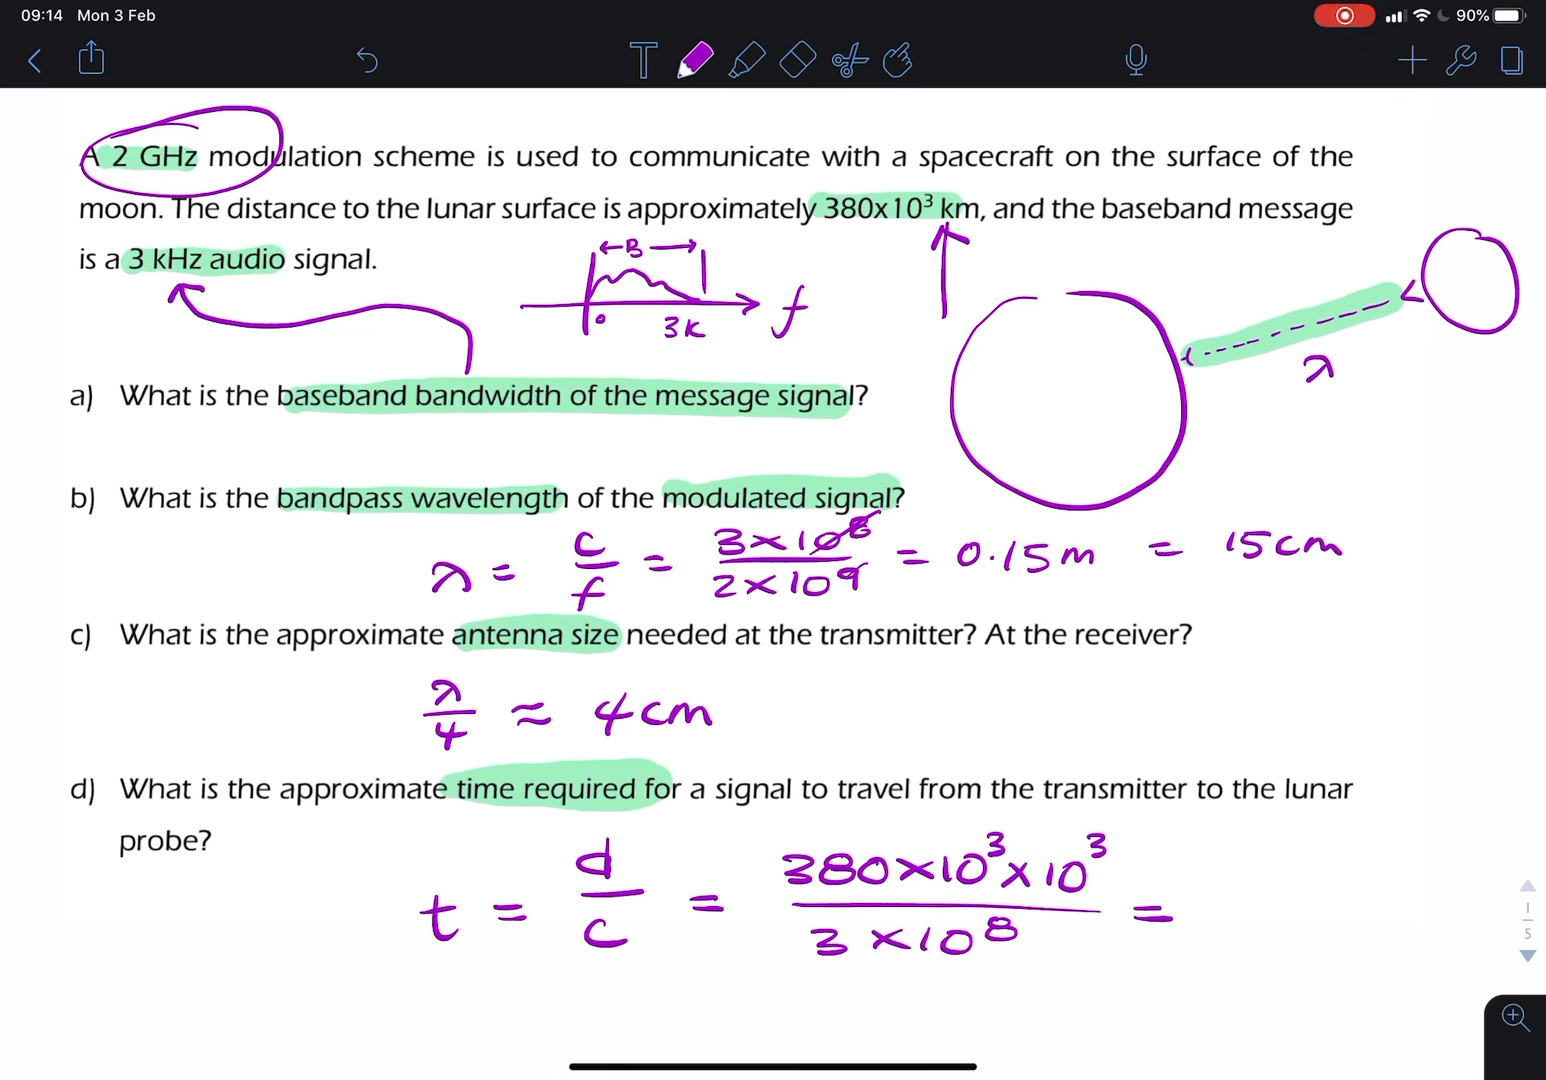 09:14 Mon 3 Feb
90%
T
A 2 GHz modulation scheme is used to communicate with a spacecraft on the surface of the
moon. The distance to the lunar surface is approximately 380x10³ km, and the baseband message
is a 3 kHz audio signal.
B
0 3K f
λ
a) What is the baseband bandwidth of the message signal?
b) What is the bandpass wavelength of the modulated signal?
λ = c/f = 3×10⁸/2×10⁹ = 0.15m = 15cm
c) What is the approximate antenna size needed at the transmitter? At the receiver?
λ/4 ≈ 4cm
d) What is the approximate time required for a signal to travel from the transmitter to the lunar
probe?
t = d/c = 380×10³×10³/3×10⁸ =
1
5